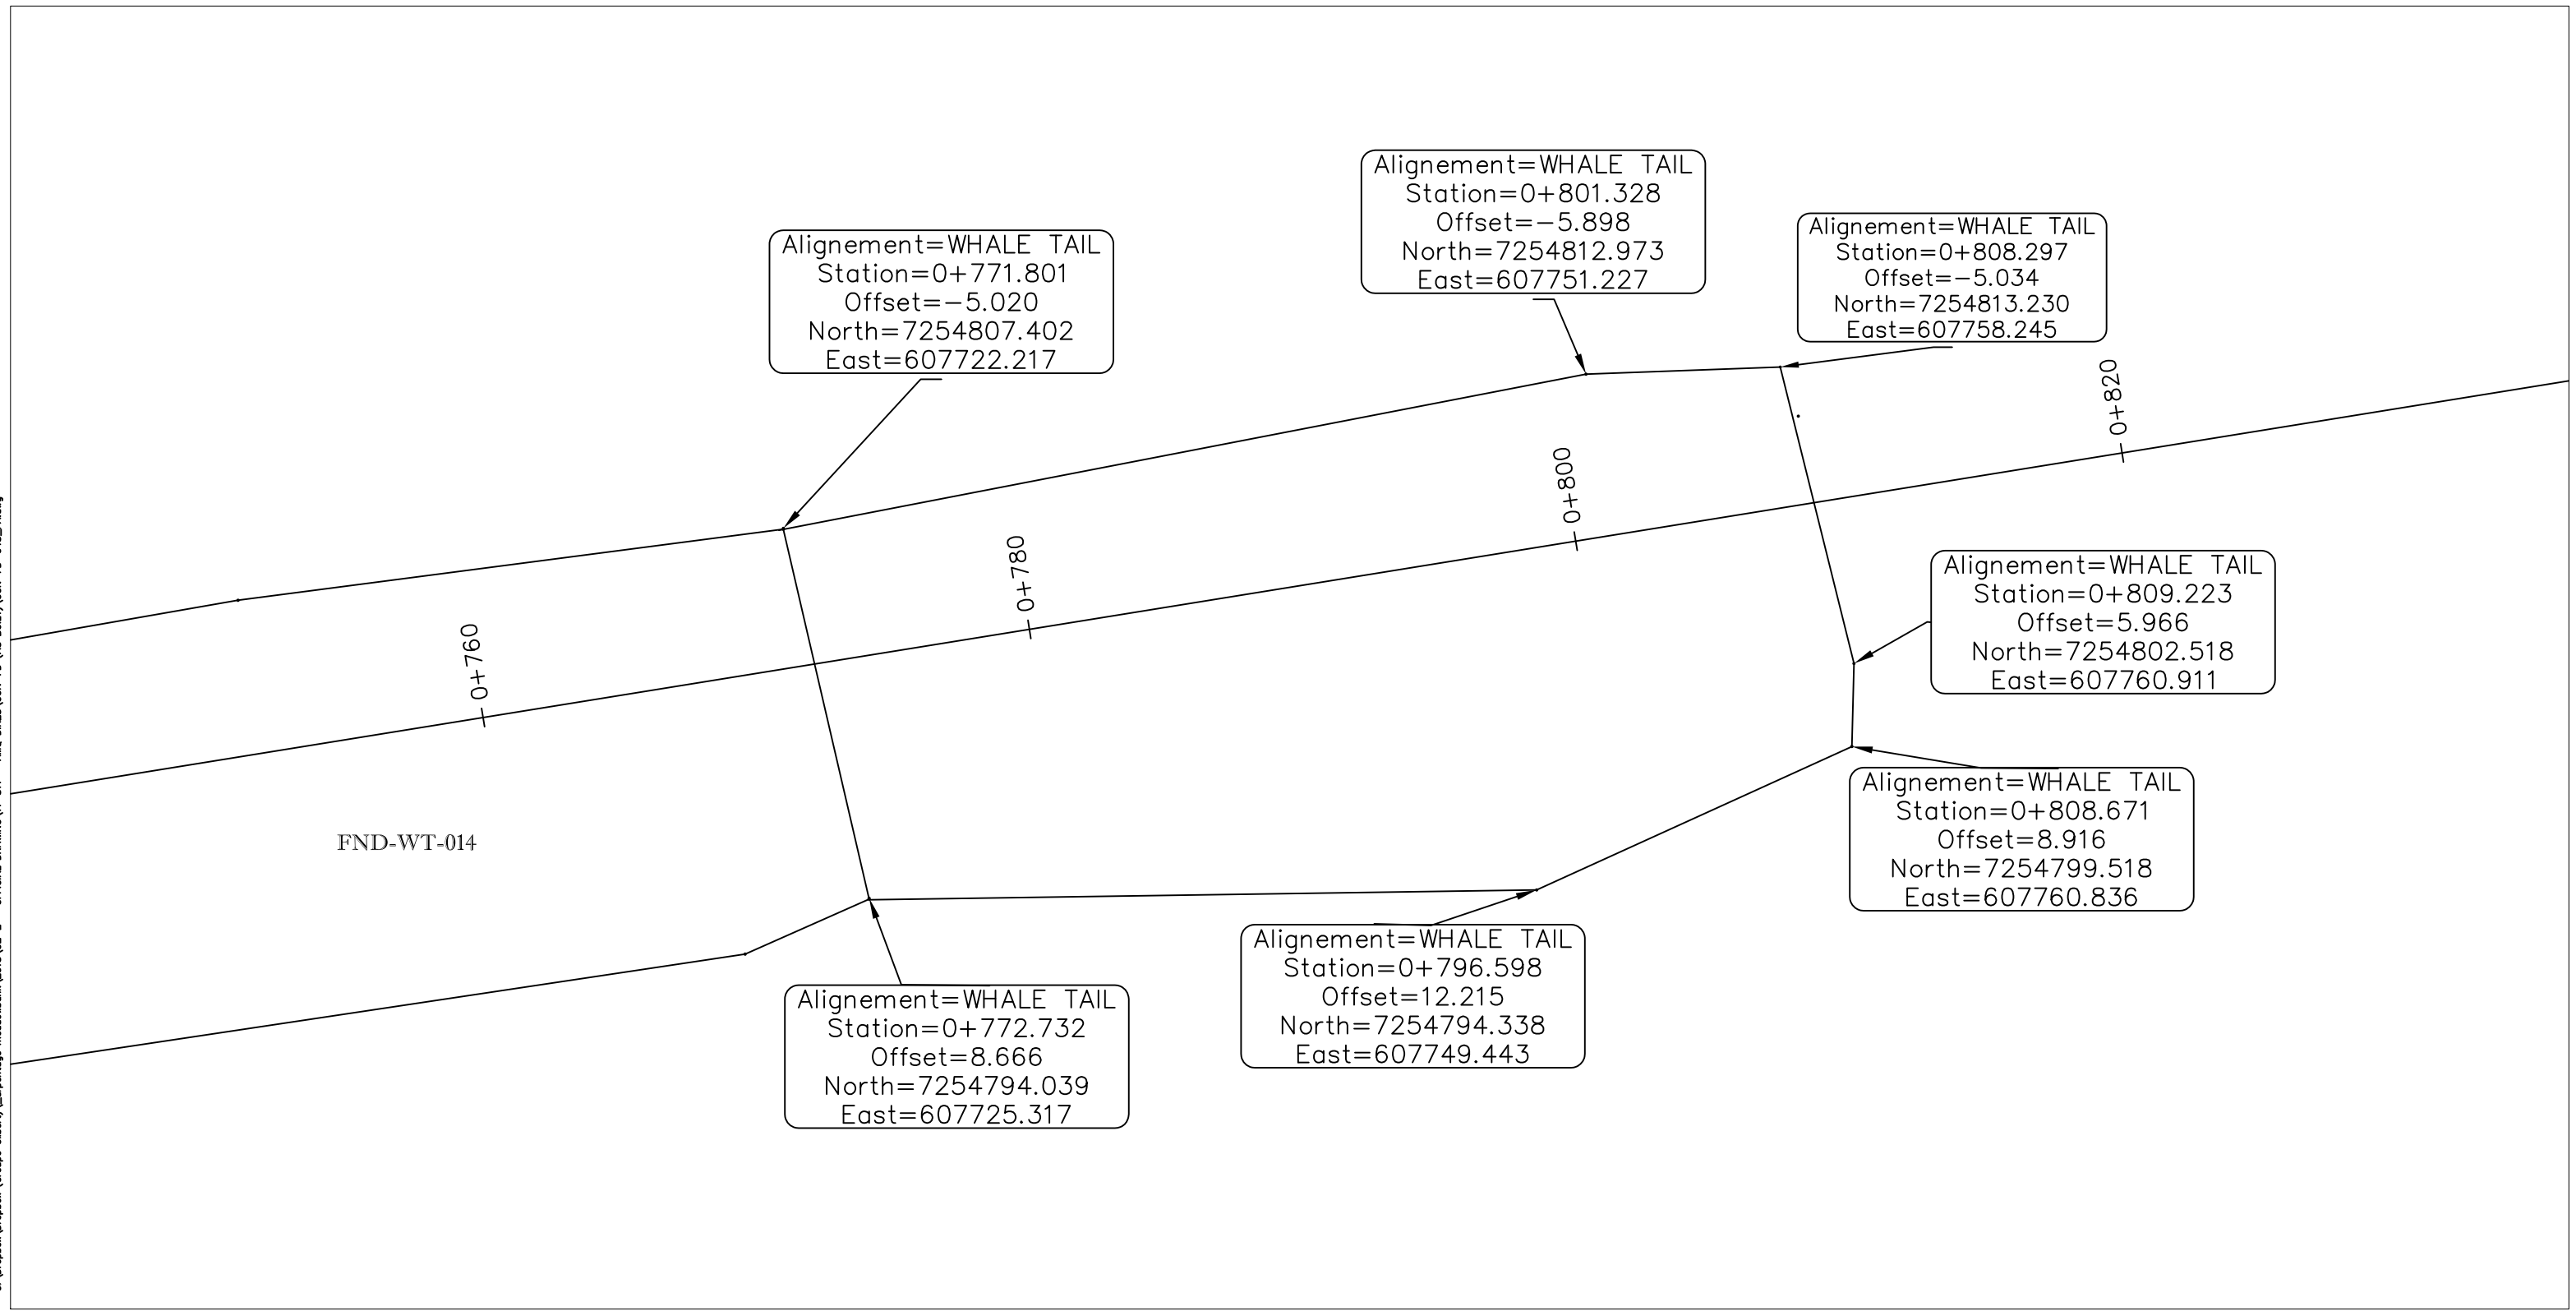 Alignement=WHALE TAIL
Station=0+801.328
Offset=−5.898
North=7254812.973
East=607751.227
Alignement=WHALE TAIL
Station=0+808.297
Offset=−5.034
North=7254813.230
East=607758.245
Alignement=WHALE TAIL
Station=0+771.801
Offset=−5.020
North=7254807.402
East=607722.217
0+820
0+800
0+780
0+760
Alignement=WHALE TAIL
Station=0+809.223
Offset=5.966
North=7254802.518
East=607760.911
Alignement=WHALE TAIL
Station=0+808.671
Offset=8.916
North=7254799.518
East=607760.836
FND-WT-014
Alignement=WHALE TAIL
Station=0+796.598
Offset=12.215
North=7254794.338
East=607749.443
Alignement=WHALE TAIL
Station=0+772.732
Offset=8.666
North=7254794.039
East=607725.317